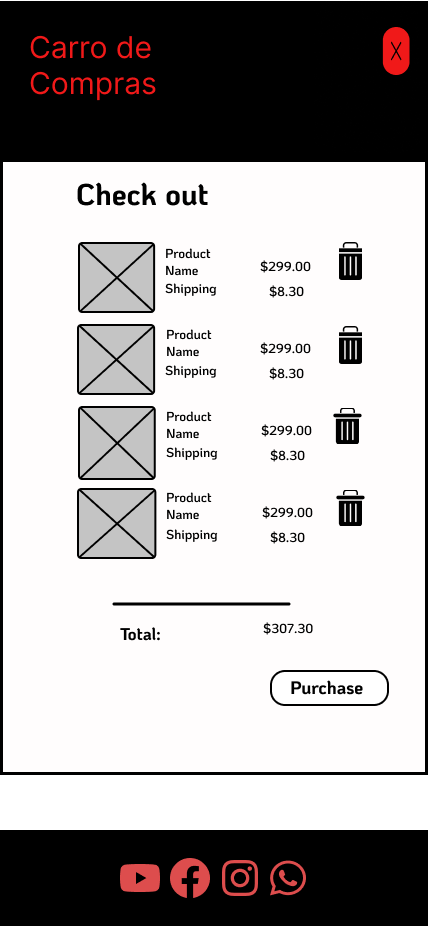 Carro de
Compras
X
Check out
Product
Name
$299.00
Shipping
$8.30
Product
Name
$299.00
Shipping
$8.30
Product
Name
$299.00
Shipping
$8.30
Product
Name
$299.00
Shipping
$8.30
Total:
$307.30
Purchase